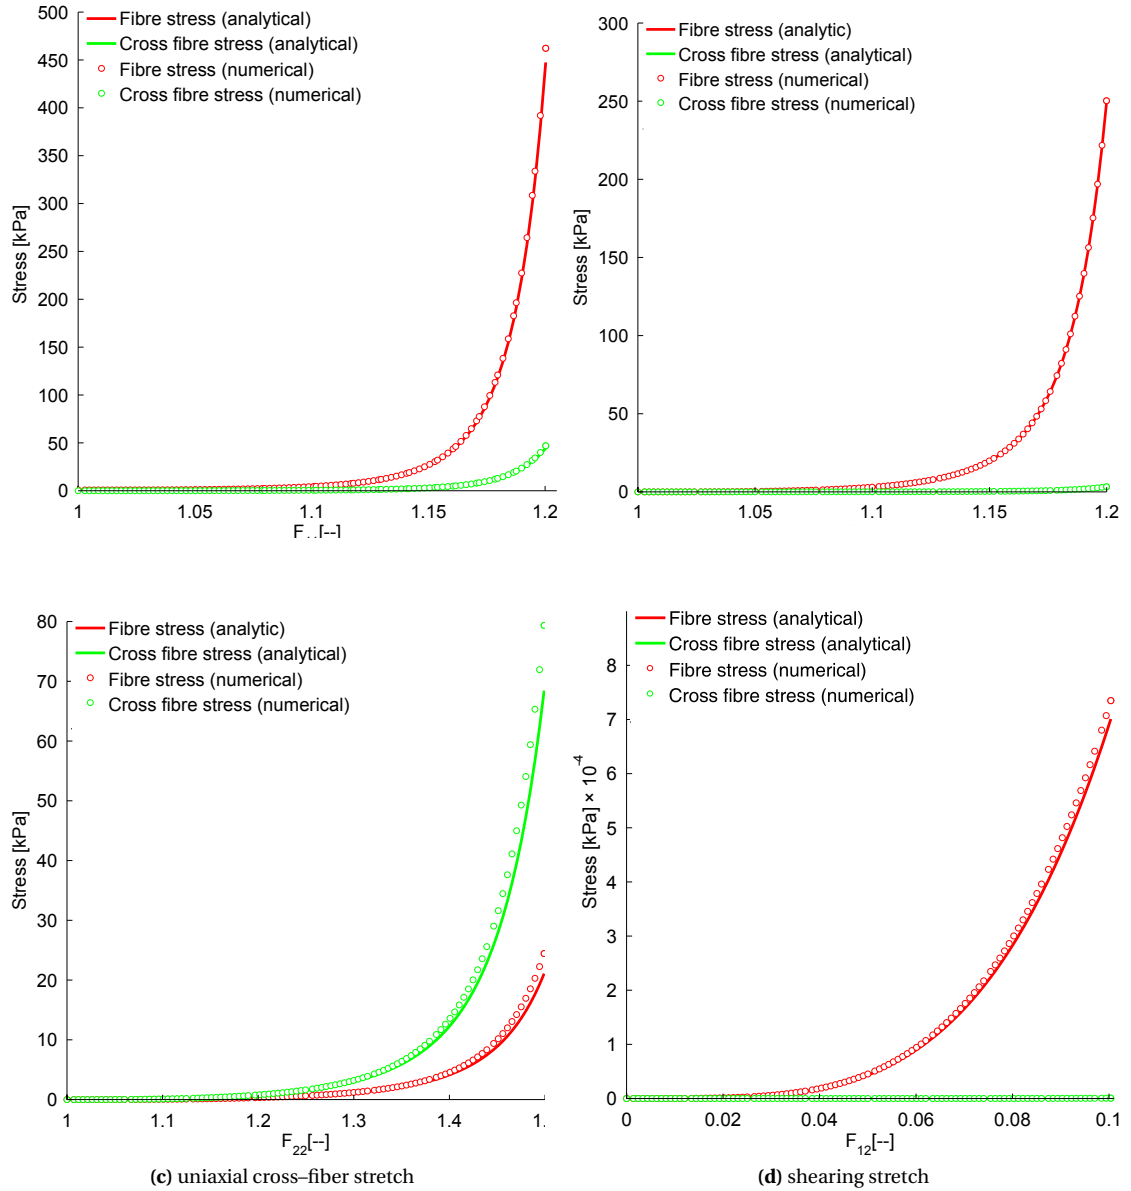 Fibre stress (analytical)
Cross fibre stress (analytical)
Fibre stress (numerical)
Cross fibre stress (numerical)
500
450
400
350
300
250
200
150
100
50
0
Stress [kPa]
1
1.05
1.1
1.15
1.2
[--]
Fibre stress (analytic)
Cross fibre stress (analytical)
Fibre stress (numerical)
Cross fibre stress (numerical)
300
250
200
150
100
50
0
Stress [kPa]
1
1.05
1.1
1.15
1.2
Fibre stress (analytic)
Cross fibre stress (analytical)
Fibre stress (numerical)
Cross fibre stress (numerical)
80
70
60
50
40
30
20
10
0
Stress [kPa]
1
1.1
1.2
1.3
1.4
1.
F22[--]
(c) uniaxial cross–fiber stretch
Fibre stress (analytical)
Cross fibre stress (analytical)
Fibre stress (numerical)
Cross fibre stress (numerical)
8
7
6
5
4
3
2
1
0
Stress [kPa] × 10⁻⁴
0
0.02
0.04
0.06
0.08
0.1
F12[--]
(d) shearing stretch